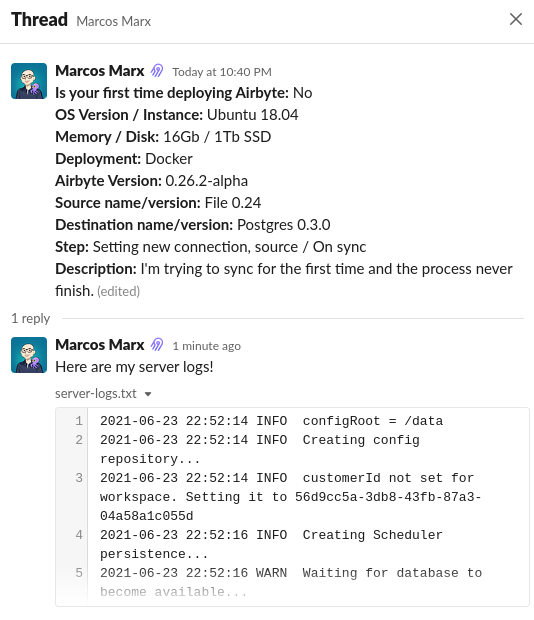 Thread Marcos Marx
Marcos Marx Today at 10:40 PM
Is your first time deploying Airbyte: No
OS Version / Instance: Ubuntu 18.04
Memory / Disk: 16Gb / 1Tb SSD
Deployment: Docker
Airbyte Version: 0.26.2-alpha
Source name/version: File 0.24
Destination name/version: Postgres 0.3.0
Step: Setting new connection, source / On sync
Description: I'm trying to sync for the first time and the process never
finish. (edited)
1 reply
Marcos Marx 1 minute ago
Here are my server logs!
server-logs.txt
1 2021-06-23 22:52:14 INFO  configRoot = /data
2 2021-06-23 22:52:14 INFO  Creating config
repository...
3 2021-06-23 22:52:14 INFO  customerId not set for
workspace. Setting it to 56d9cc5a-3db8-43fb-87a3-
04a58a1c055d
4 2021-06-23 22:52:16 INFO  Creating Scheduler
persistence...
5 2021-06-23 22:52:16 WARN  Waiting for database to
become available...